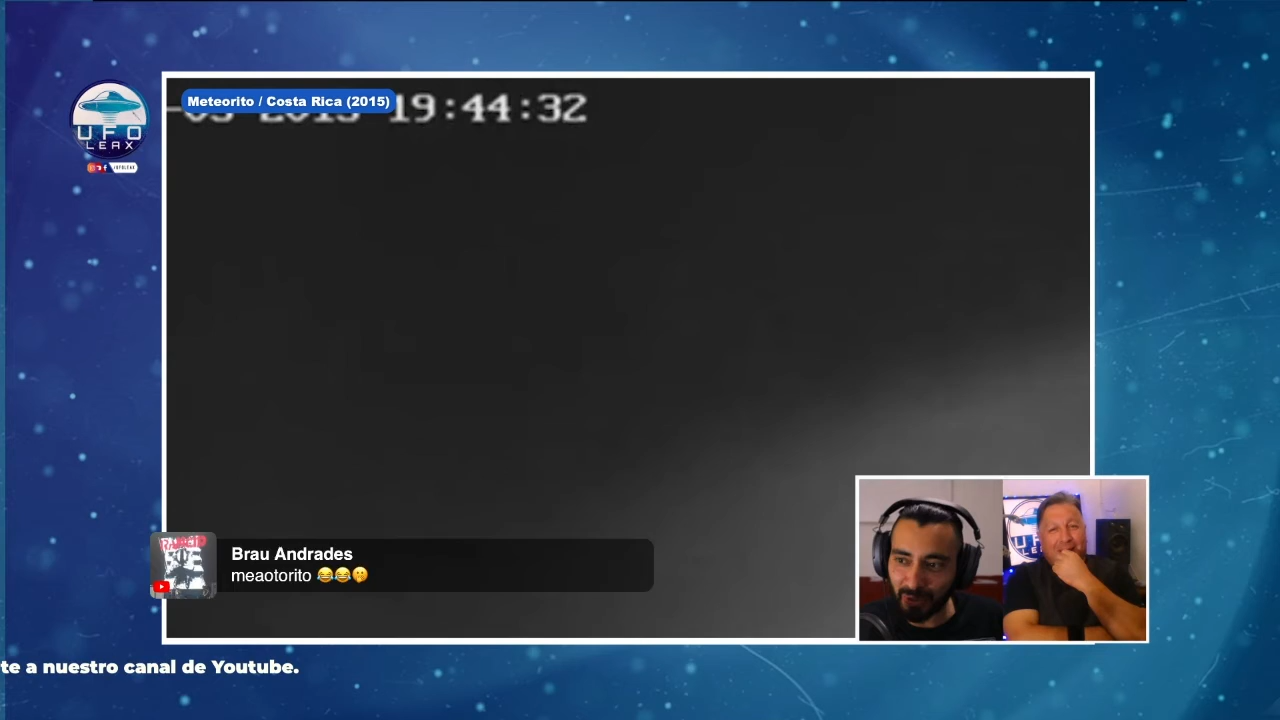 Meteorito / Costa Rica (2015)
19:44:32
UFO
LEAX
Brau Andrades
meaotorito 😂😂🤫
te a nuestro canal de Youtube.